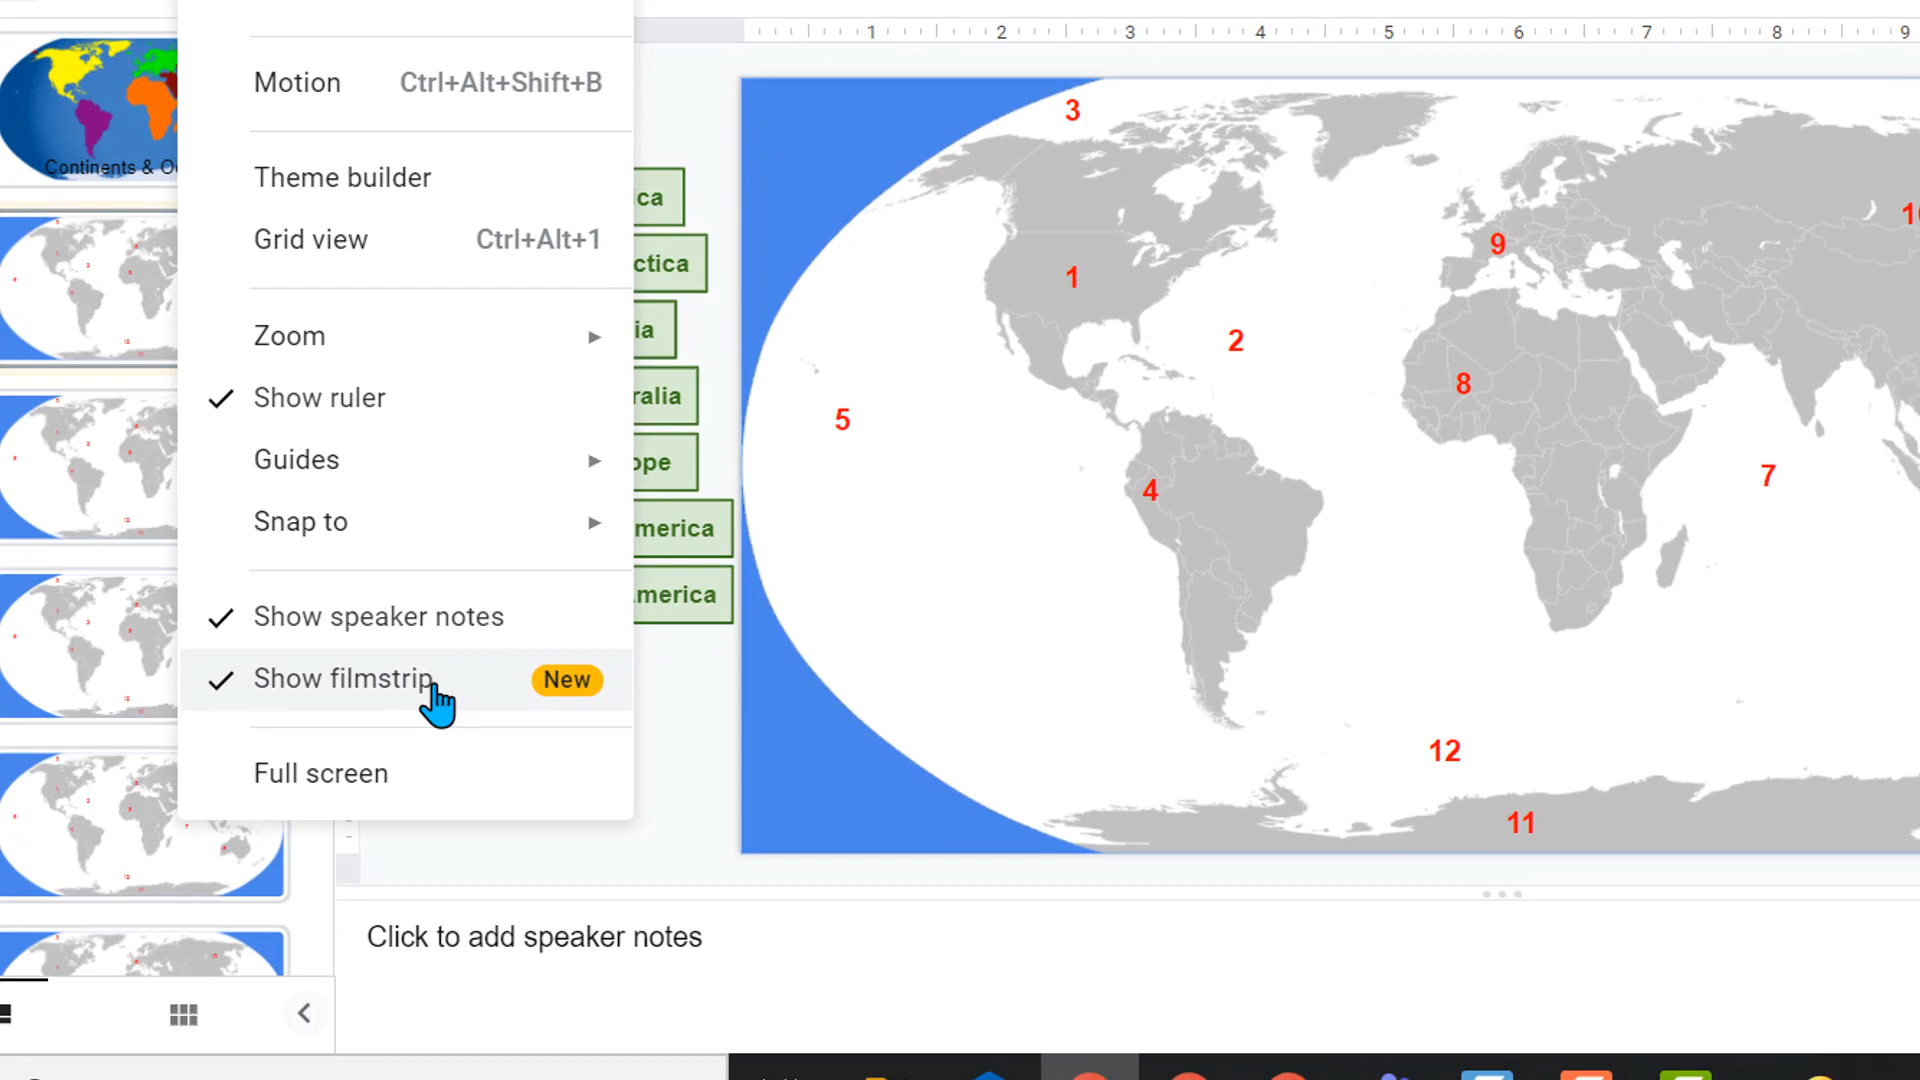 Continents & O
Motion Ctrl+Alt+Shift+B
Theme builder
Grid view Ctrl+Alt+1
Zoom
Show ruler
Guides
Snap to
Show speaker notes
Show filmstrip New
Full screen
ca
ctica
ia
ralia
ope
merica
merica
1 2 3 4 5 6 7 8 9
3
10
9
1
2
8
5
7
4
12
11
Click to add speaker notes